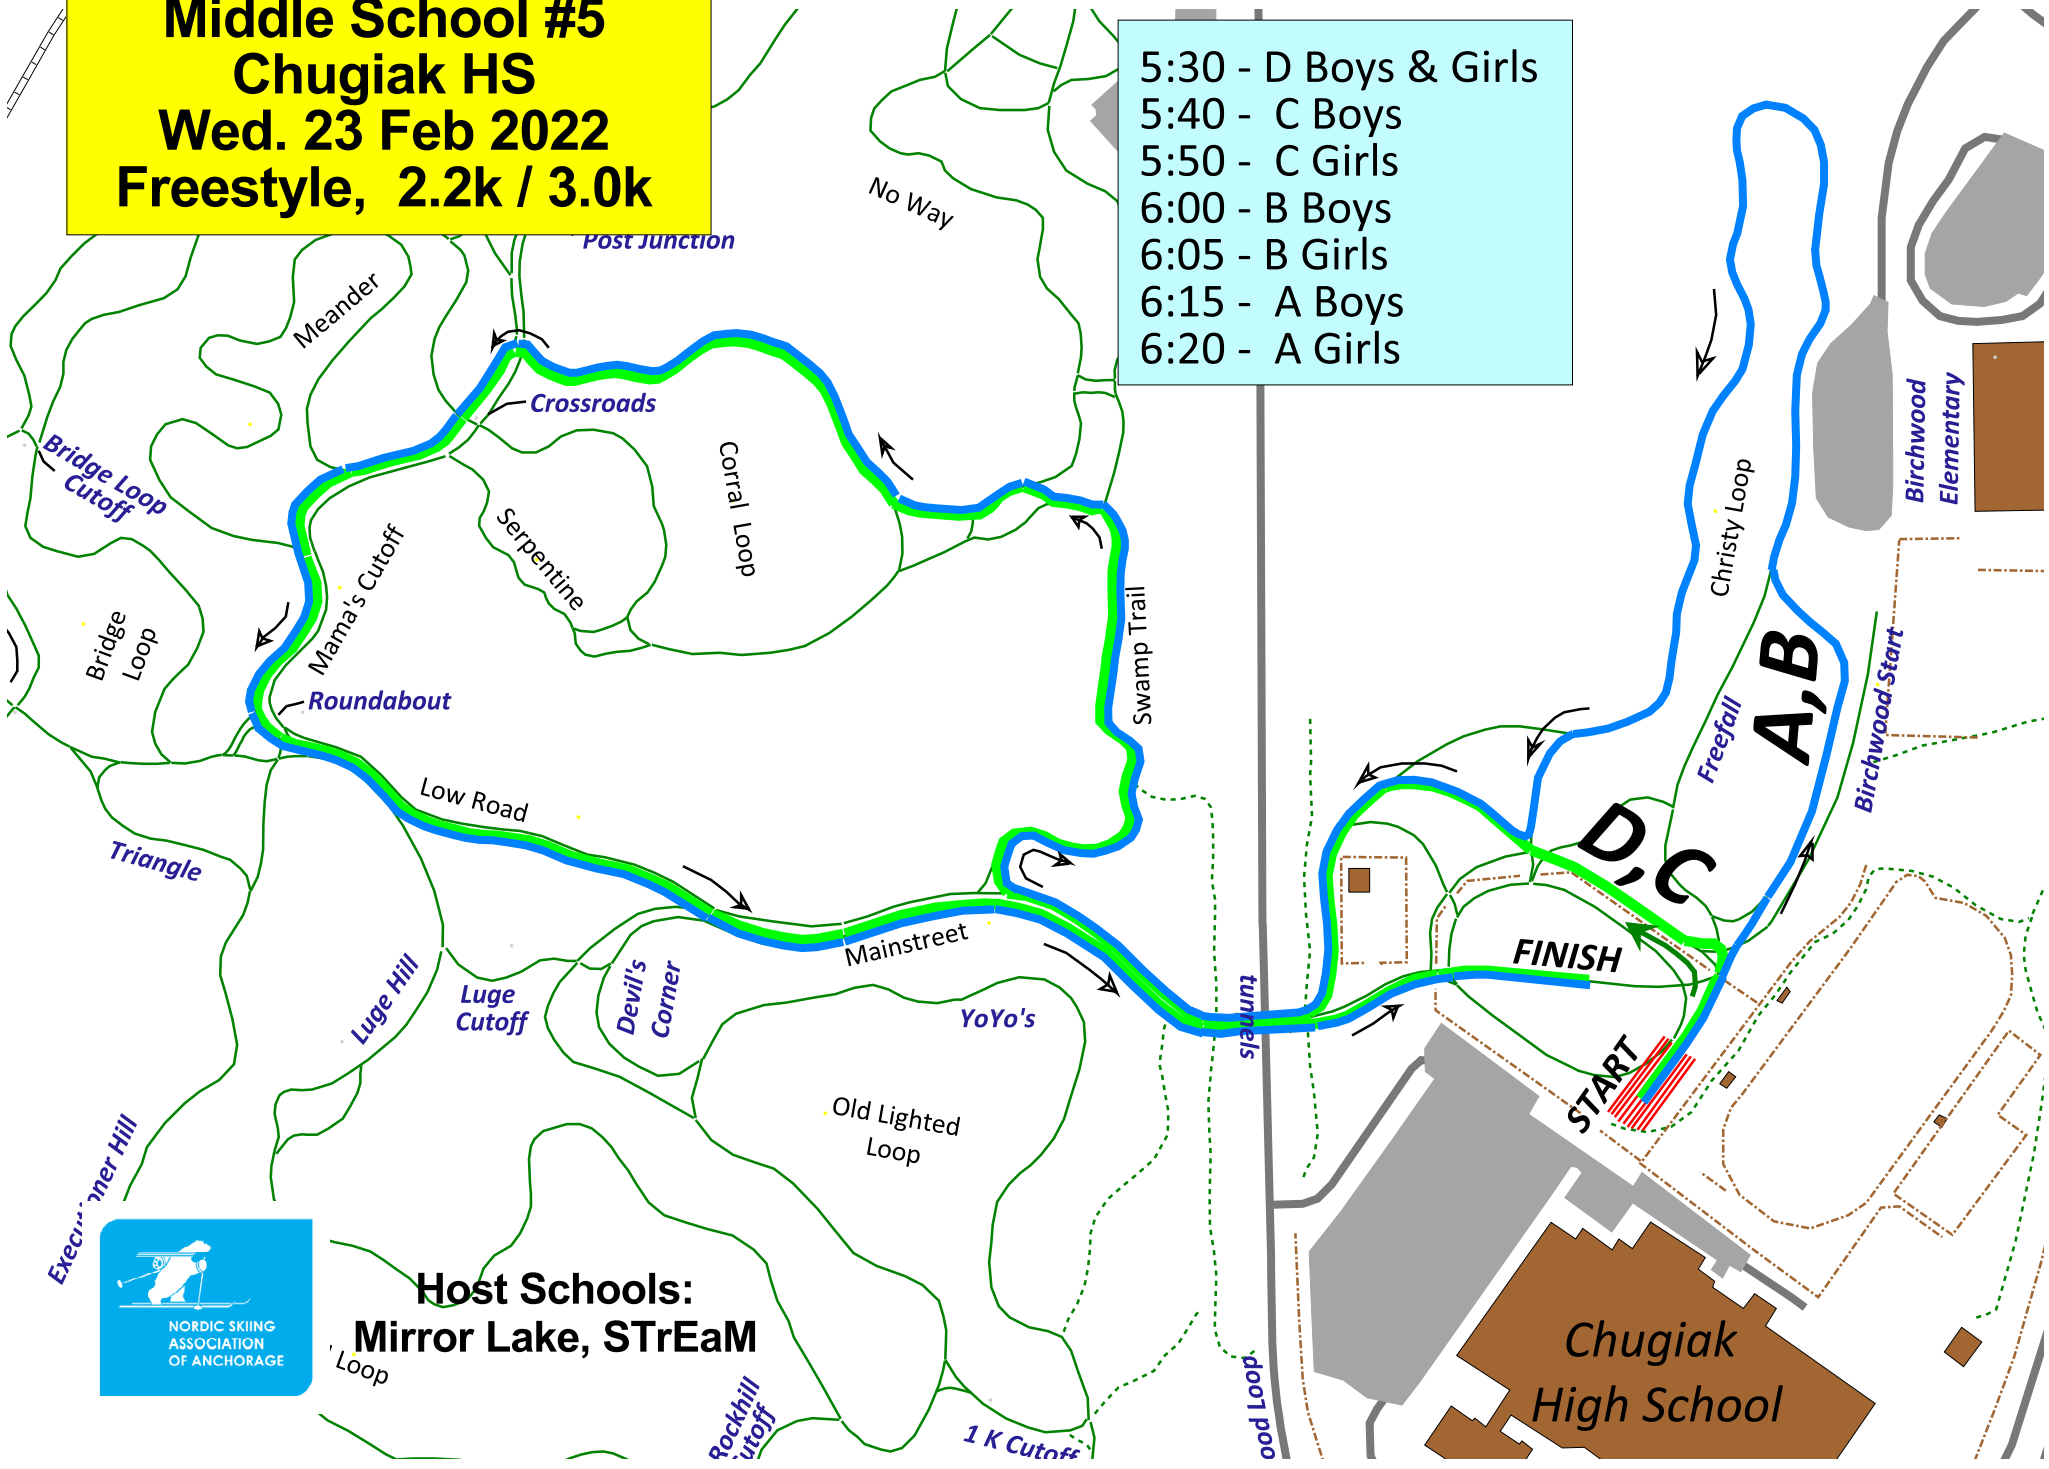 Middle School #5
Chugiak HS
Wed. 23 Feb 2022
Freestyle, 2.2k / 3.0k
5:30 - D Boys & Girls
5:40 - C Boys
5:50 - C Girls
6:00 - B Boys
6:05 - B Girls
6:15 - A Boys
6:20 - A Girls
No Way
Post Junction
Meander
Crossroads
Bridge Loop
Cutoff
Corral Loop
Serpentine
Mama's Cutoff
Bridge
Loop
Roundabout
Swamp Trail
Low Road
Triangle
Mainstreet
Luge Hill
Luge
Cutoff
Devil's
Corner
YoYo's
Old Lighted
Loop
tunnels
Christy Loop
Birchwood
Elementary
Birchwood Start
Freefall
A,B
D,C
FINISH
START
Hill
NORDIC SKIING
ASSOCIATION
OF ANCHORAGE
Host Schools:
Mirror Lake, STrEaM
Loop
Rockhill
1 K Cutoff
Loop
Chugiak
High School